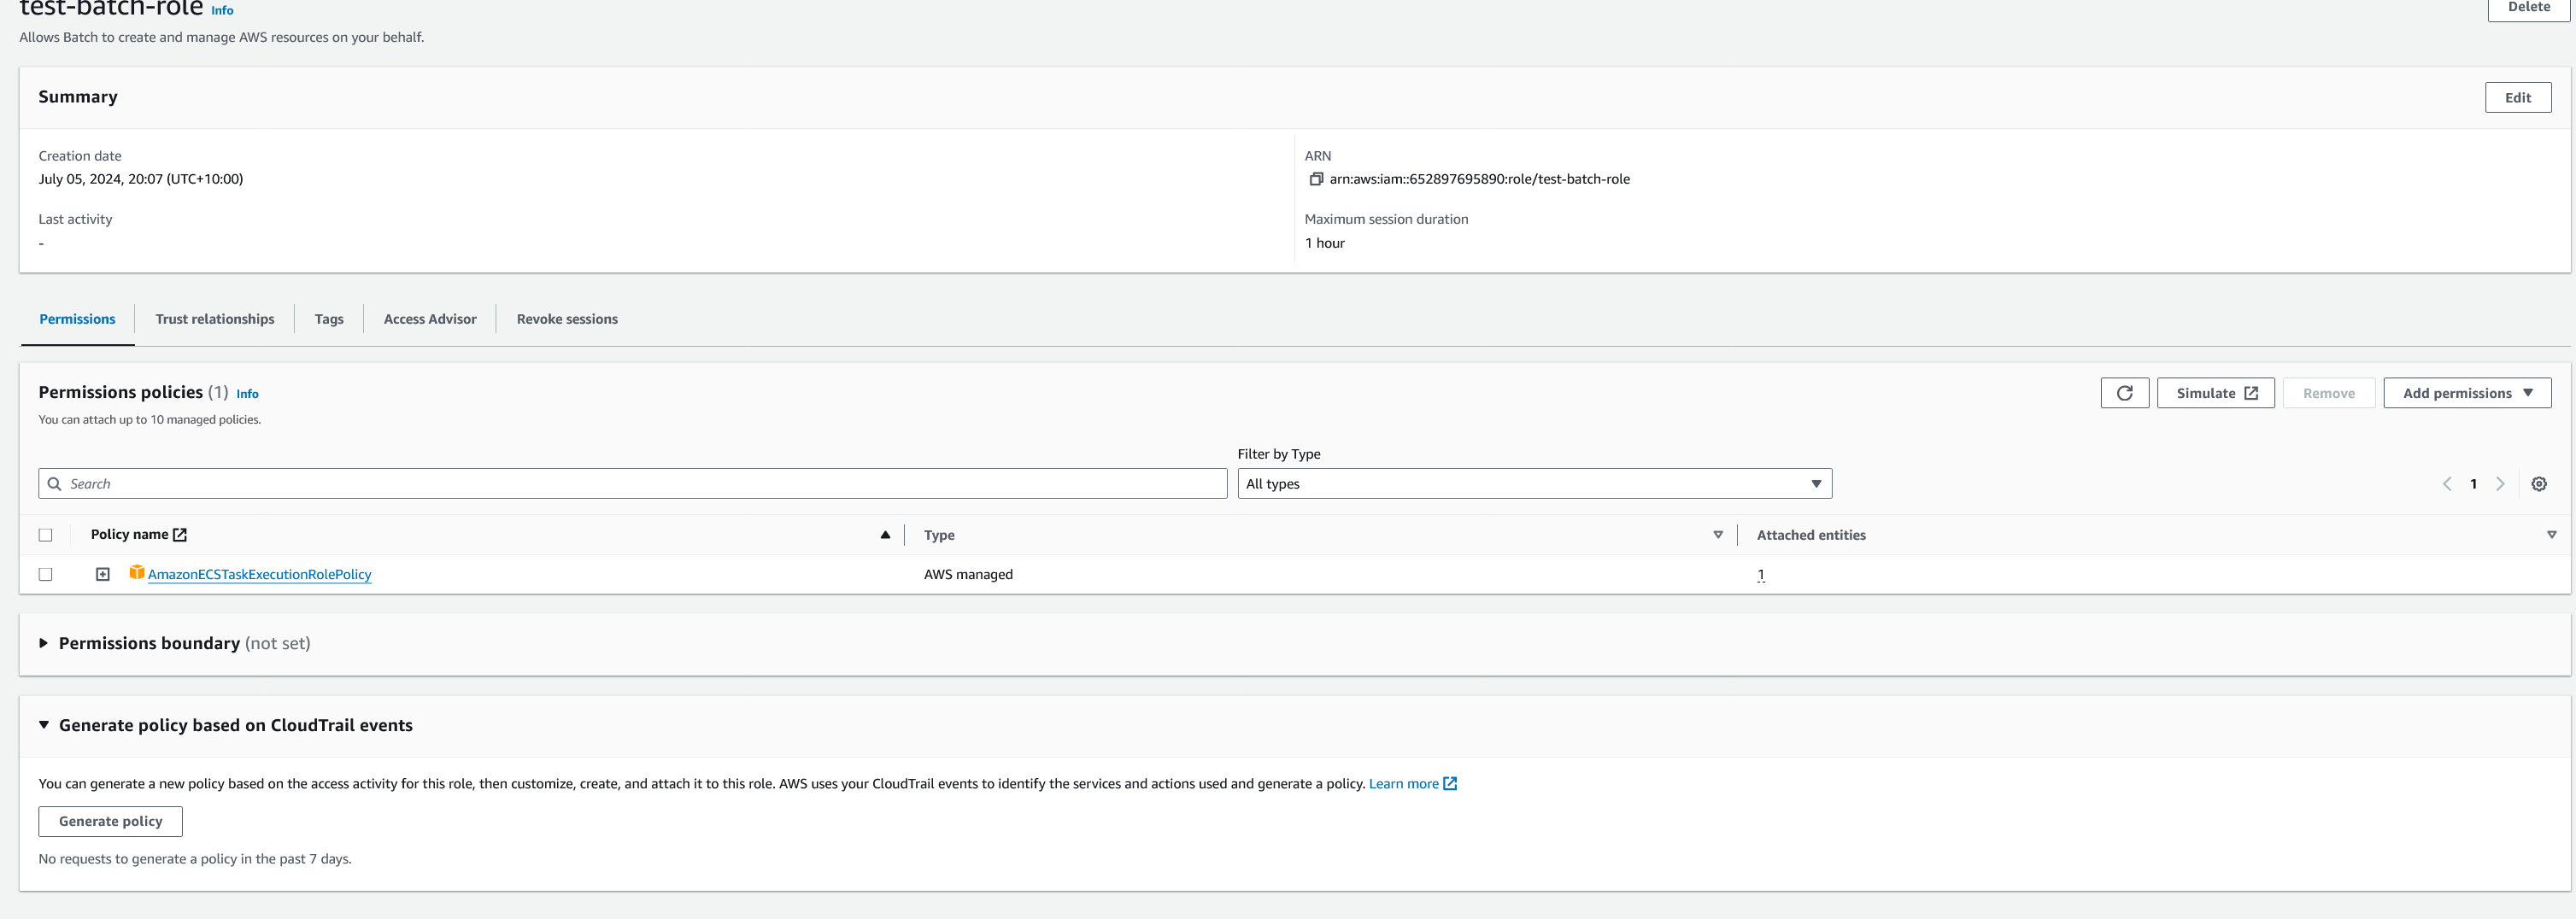 test-batch-role Info
Delete
Allows Batch to create and manage AWS resources on your behalf.
Summary
Edit
Creation date
July 05, 2024, 20:07 (UTC+10:00)
ARN
arn:aws:iam::652897695890:role/test-batch-role
Last activity
-
Maximum session duration
1 hour
Permissions
Trust relationships
Tags
Access Advisor
Revoke sessions
Permissions policies (1) Info
You can attach up to 10 managed policies.
Simulate
Remove
Add permissions
Filter by Type
Search
All types
1
Policy name
Type
Attached entities
AmazonECSTaskExecutionRolePolicy
AWS managed
1
Permissions boundary (not set)
Generate policy based on CloudTrail events
You can generate a new policy based on the access activity for this role, then customize, create, and attach it to this role. AWS uses your CloudTrail events to identify the services and actions used and generate a policy. Learn more
Generate policy
No requests to generate a policy in the past 7 days.